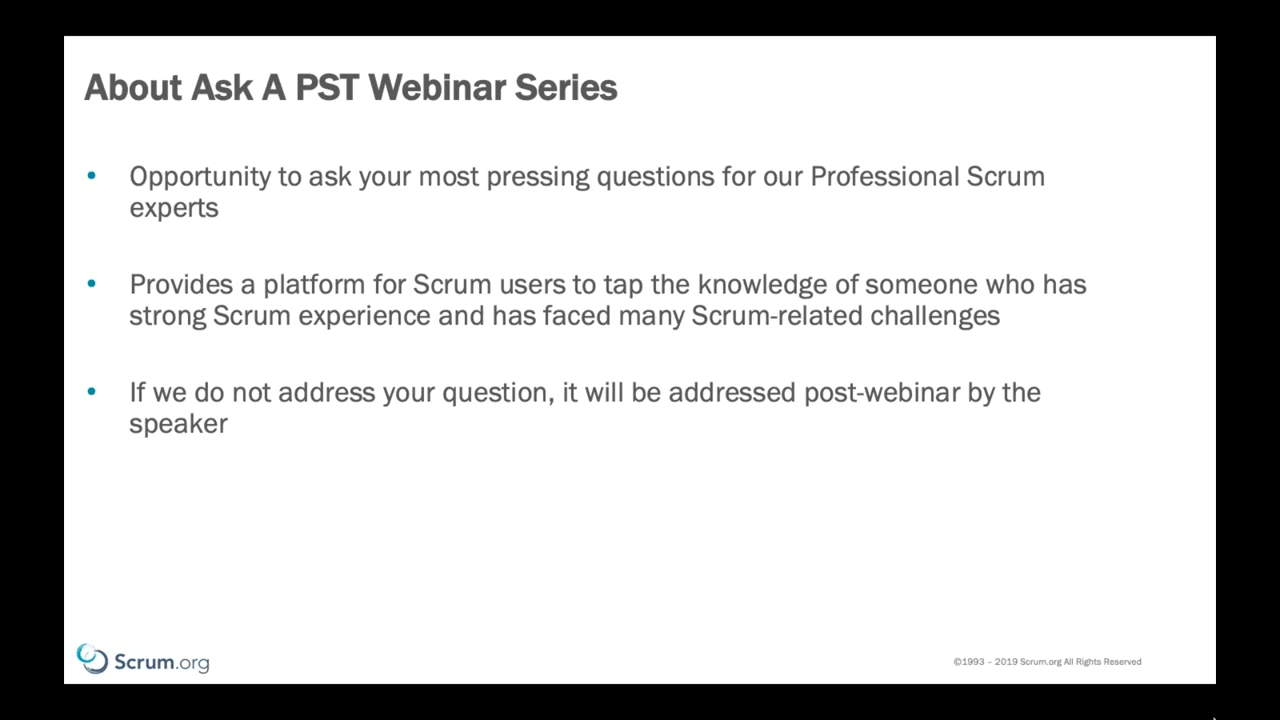 About Ask A PST Webinar Series
• Opportunity to ask your most pressing questions for our Professional Scrum
experts
• Provides a platform for Scrum users to tap the knowledge of someone who has
strong Scrum experience and has faced many Scrum-related challenges
• If we do not address your question, it will be addressed post-webinar by the
speaker
Scrum.org
©1993 – 2019 Scrum.org All Rights Reserved